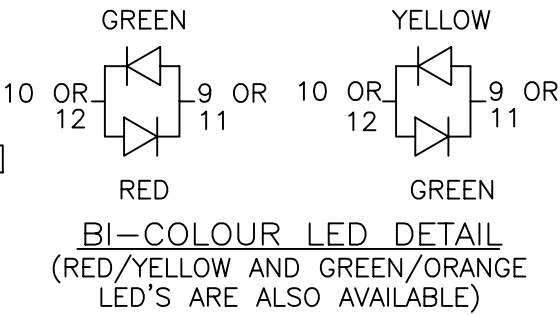 GREEN
10 OR
12
9 OR
11
RED
YELLOW
10 OR
12
9 OR
11
GREEN
BI-COLOUR LED DETAIL
(RED/YELLOW AND GREEN/ORANGE
LED'S ARE ALSO AVAILABLE)